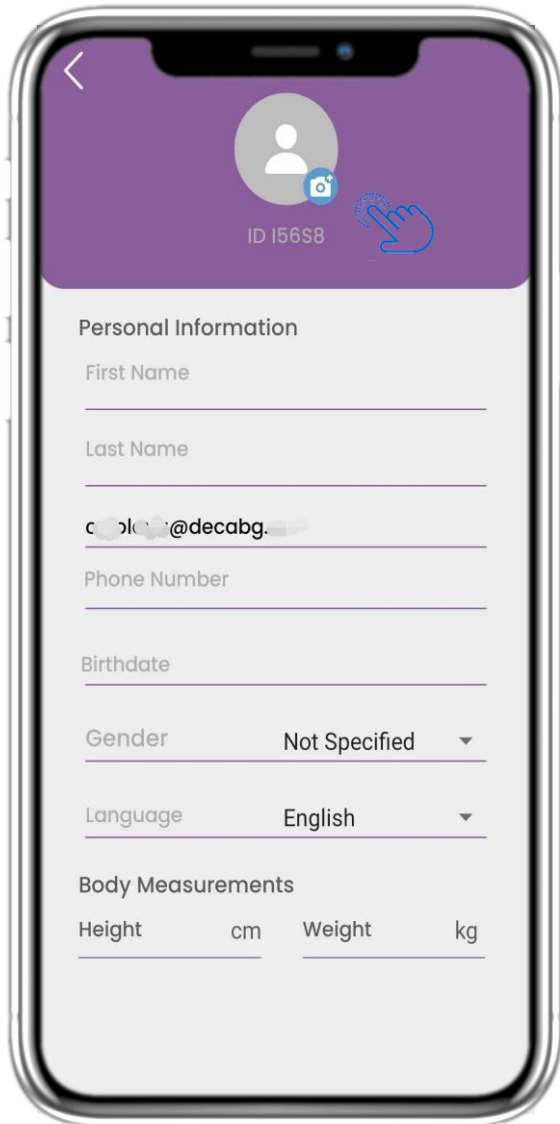 ID I56S8
Personal Information
First Name
Last Name
@decabg.
Phone Number
Birthdate
Gender Not Specified
Language English
Body Measurements
Height cm Weight kg